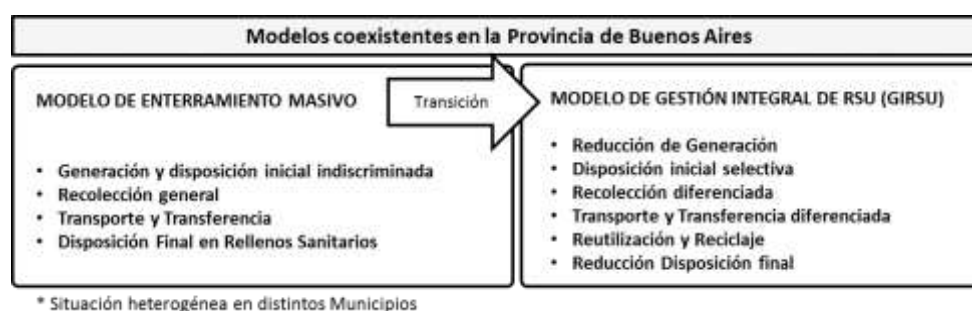 Modelos coexistentes en la Provincia de Buenos Aires
MODELO DE ENTERRAMIENTO MASIVO
• Generación y disposición inicial indiscriminada
• Recolección general
• Transporte y Transferencia
• Disposición Final en Rellenos Sanitarios
Transición
MODELO DE GESTIÓN INTEGRAL DE RSU (GIRSU)
• Reducción de Generación
• Disposición inicial selectiva
• Recolección diferenciada
• Transporte y Transferencia diferenciada
• Reutilización y Reciclaje
• Reducción Disposición final
* Situación heterogénea en distintos Municipios